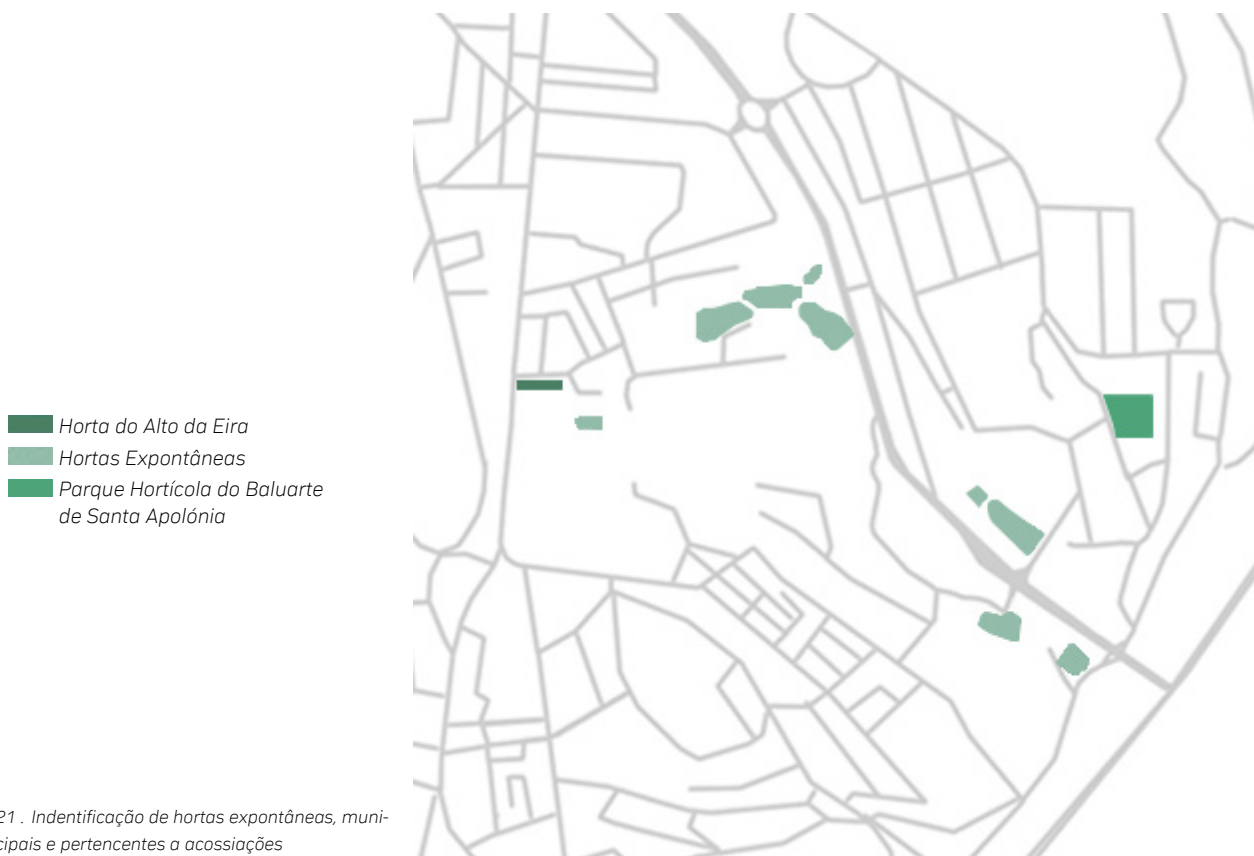 Horta do Alto da Eira
Hortas Expontâneas
Parque Hortícola do Baluarte
de Santa Apolónia
21 . Indentificação de hortas expontâneas, muni-
cipais e pertencentes a acossiações